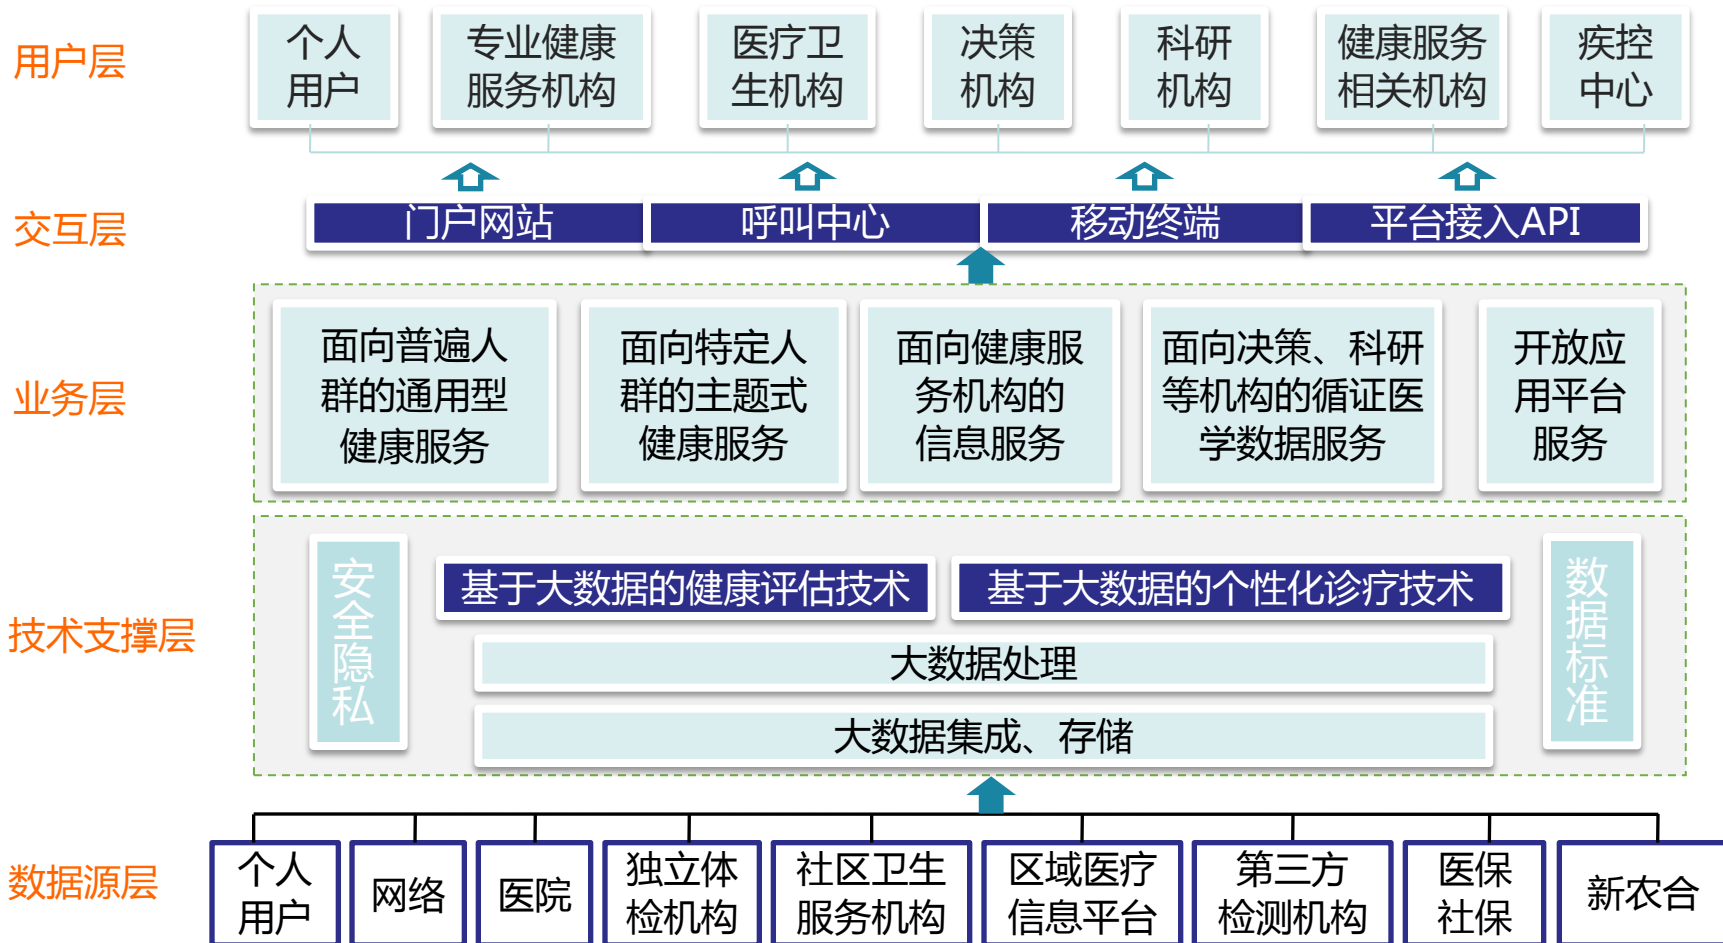 用户层
个人
用户
专业健康
服务机构
医疗卫
生机构
决策
机构
科研
机构
健康服务
相关机构
疾控
中心
交互层
门户网站
呼叫中心
移动终端
平台接入API
业务层
面向普遍人
群的通用型
健康服务
面向特定人
群的主题式
健康服务
面向健康服
务机构的
信息服务
面向决策、科研
等机构的循证医
学数据服务
开放应
用平台
服务
技术支撑层
安全隐私
基于大数据的健康评估技术
基于大数据的个性化诊疗技术
大数据处理
大数据集成、存储
数据标准
数据源层
个人
用户
网络
医院
独立体
检机构
社区卫生
服务机构
区域医疗
信息平台
第三方
检测机构
医保
社保
新农合